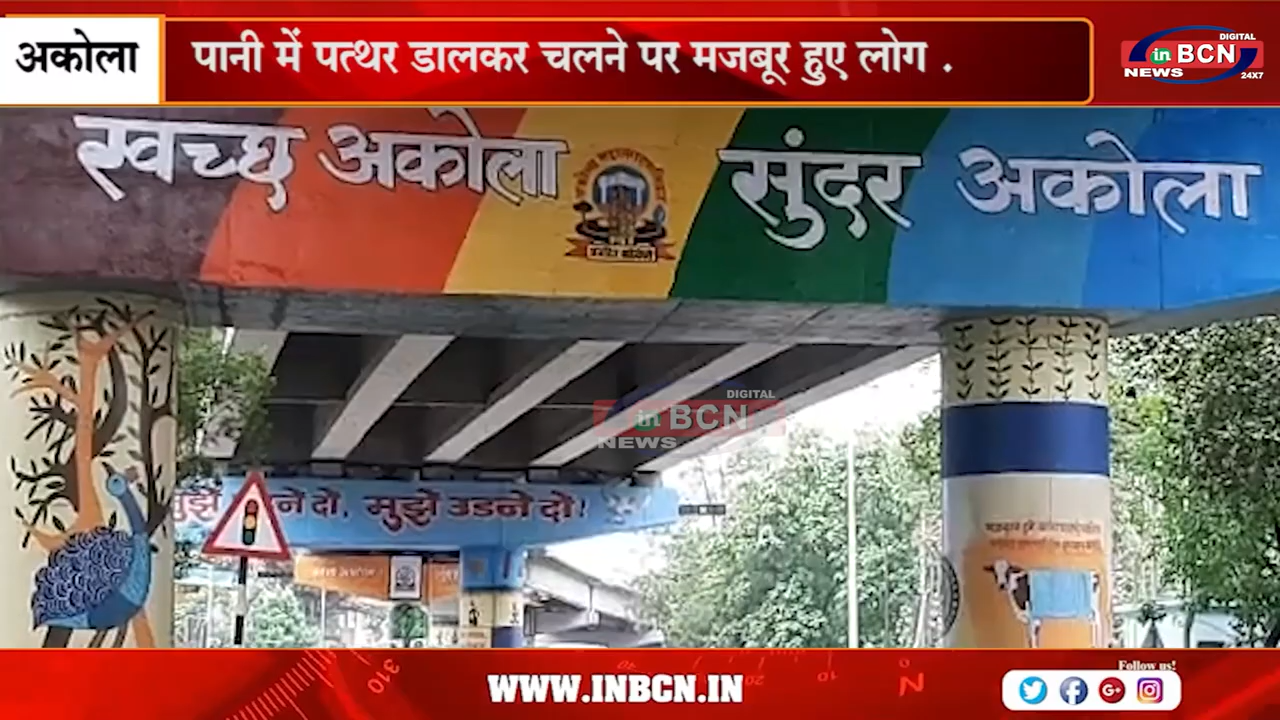 अकोला
पानी में पत्थर डालकर चलने पर मजबूर हुए लोग .
DIGITAL
in BCN
NEWS 24X7
स्वच्छ अकोला सुंदर अकोला
DIGITAL
in BCN
NEWS
ने दो, मुझे उडने दो!
WWW.INBCN.IN
Follow us!